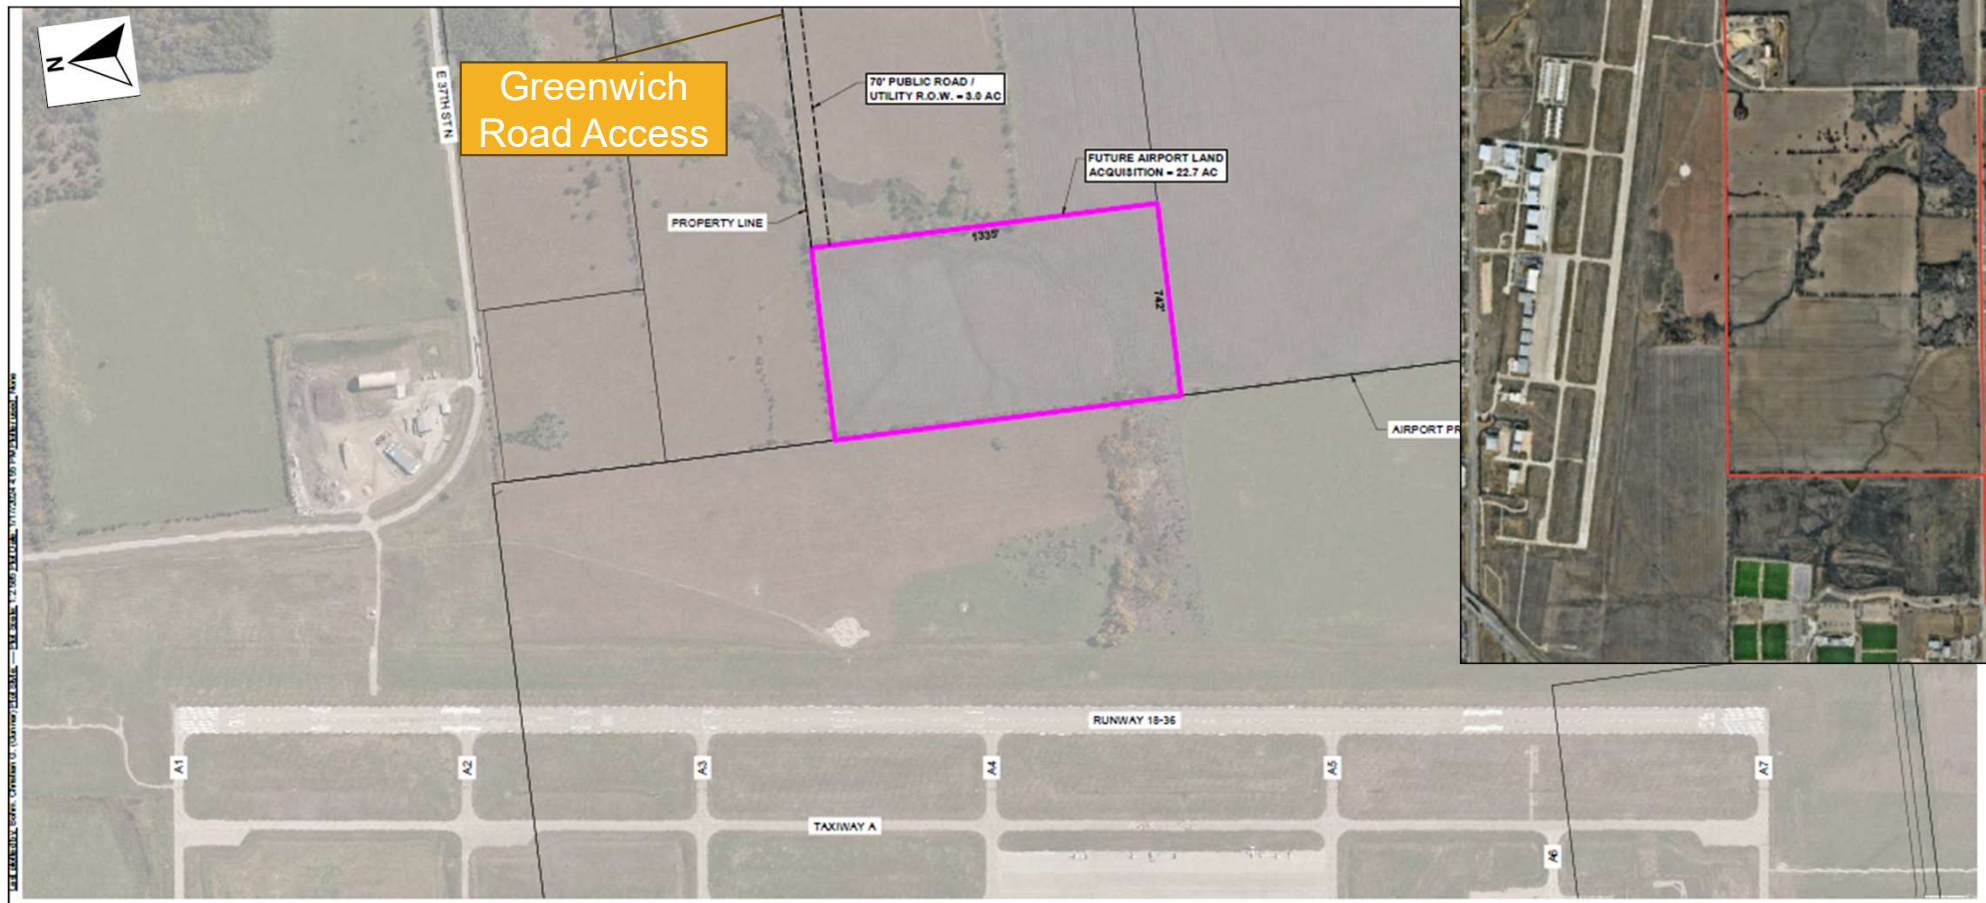 N
E 37TH ST N
Greenwich
Road Access
70' PUBLIC ROAD /
UTILITY R.O.W. = 3.0 AC
FUTURE AIRPORT LAND
ACQUISITION = 22.7 AC
PROPERTY LINE
1335'
742'
AIRPORT PR
RUNWAY 18-36
A1
A2
A3
A4
A5
A7
TAXIWAY A
A6